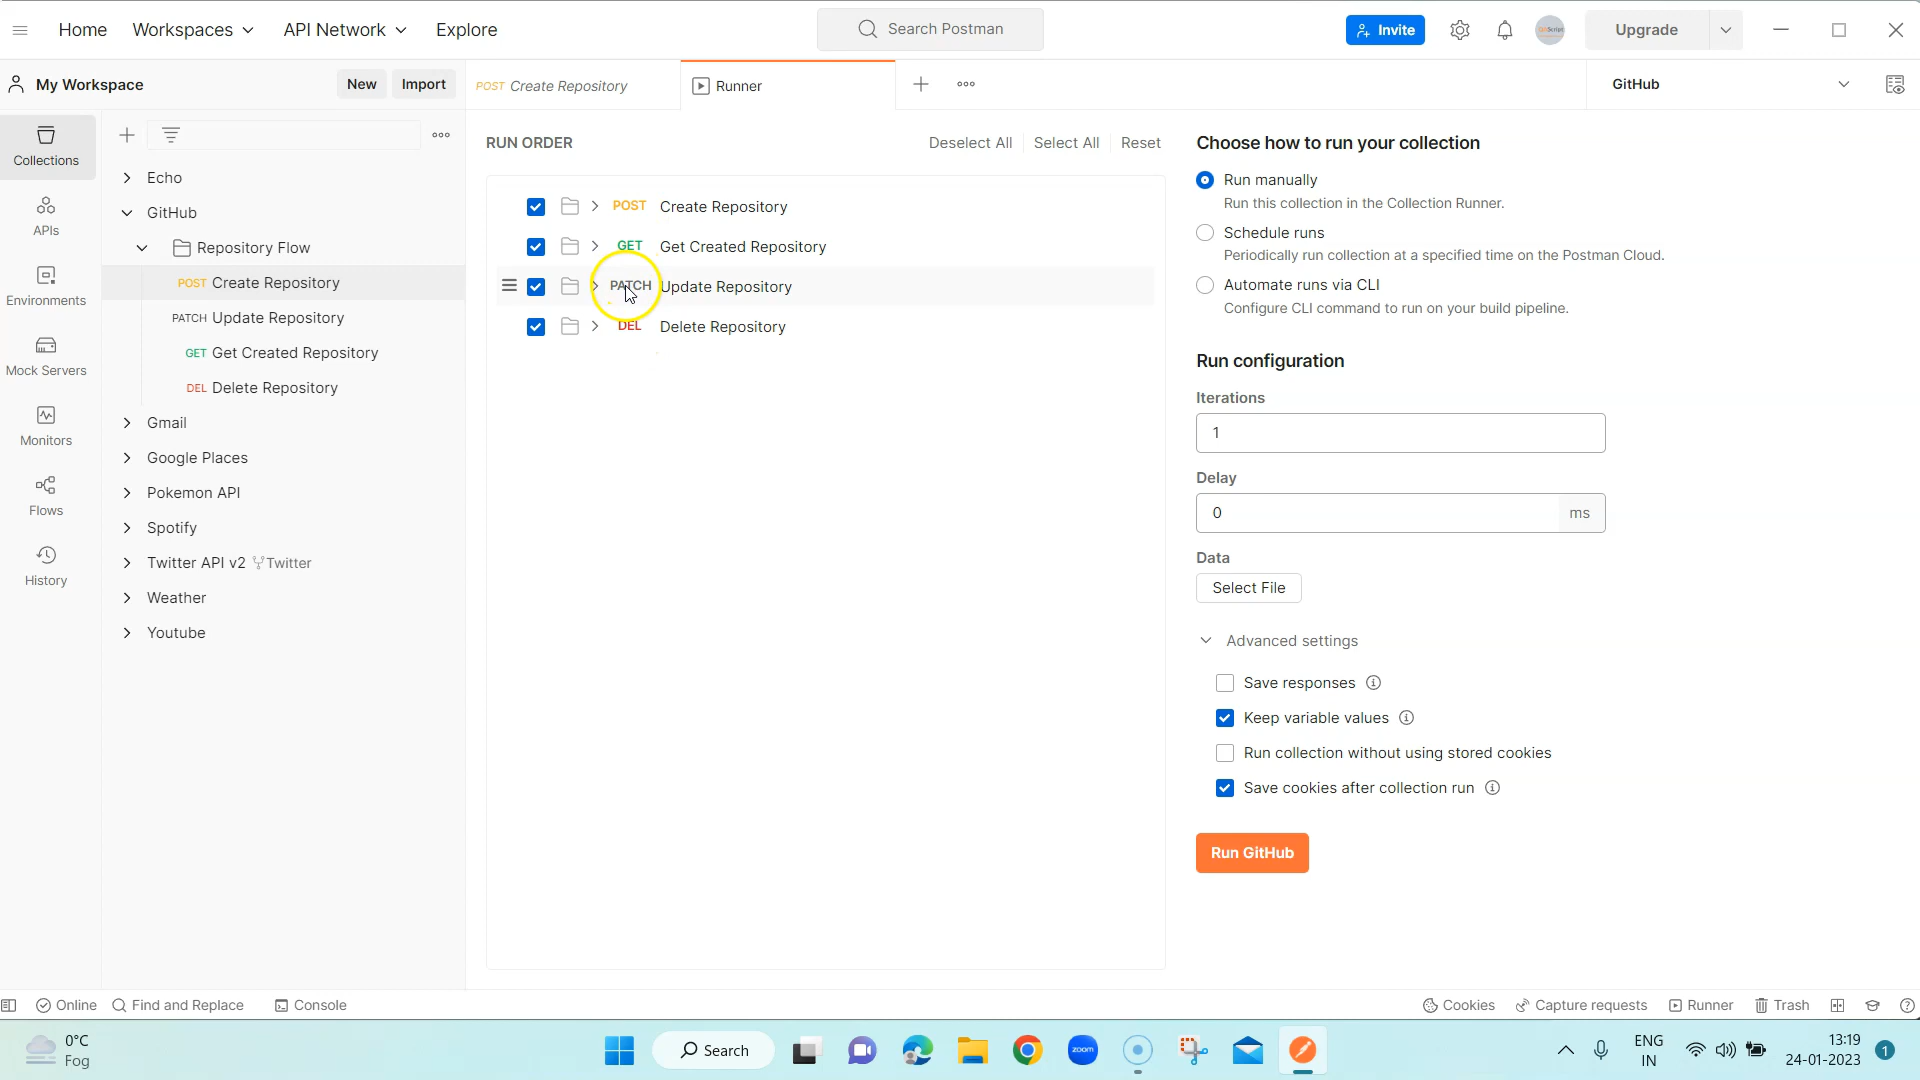 Home Workspaces API Network Explore Search Postman Invite Upgrade
My Workspace New Import POST Create Repository Runner GitHub
Collections
APIs
Environments
Mock Servers
Monitors
Flows
History
Echo
GitHub
Repository Flow
POST Create Repository
PATCH Update Repository
GET Get Created Repository
DEL Delete Repository
Gmail
Google Places
Pokemon API
Spotify
Twitter API v2 Twitter
Weather
Youtube
RUN ORDER Deselect All Select All Reset
POST Create Repository
GET Get Created Repository
PATCH Update Repository
DEL Delete Repository
Choose how to run your collection
Run manually
Run this collection in the Collection Runner.
Schedule runs
Periodically run collection at a specified time on the Postman Cloud.
Automate runs via CLI
Configure CLI command to run on your build pipeline.
Run configuration
Iterations
1
Delay
0 ms
Data
Select File
Advanced settings
Save responses
Keep variable values
Run collection without using stored cookies
Save cookies after collection run
Run GitHub
Online Find and Replace Console Cookies Capture requests Runner Trash
0°C
Fog
Search
zoom
ENG
IN
13:19
24-01-2023
1